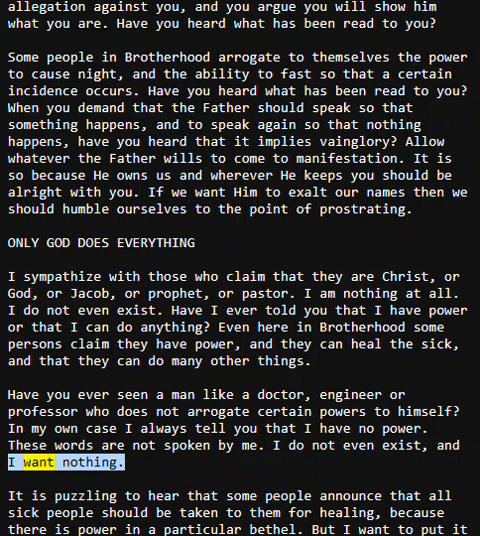 allegation against you, and you argue you will show him
what you are. Have you heard what has been read to you?
Some people in Brotherhood arrogate to themselves the power
to cause night, and the ability to fast so that a certain
incidence occurs. Have you heard what has been read to you?
When you demand that the Father should speak so that
something happens, and to speak again so that nothing
happens, have you heard that it implies vainglory? Allow
whatever the Father wills to come to manifestation. It is
so because He owns us and wherever He keeps you should be
alright with you. If we want Him to exalt our names then we
should humble ourselves to the point of prostrating.
ONLY GOD DOES EVERYTHING
I sympathize with those who claim that they are Christ, or
God, or Jacob, or prophet, or pastor. I am nothing at all.
I do not even exist. Have I ever told you that I have power
or that I can do anything? Even here in Brotherhood some
persons claim they have power, and they can heal the sick,
and that they can do many other things.
Have you ever seen a man like a doctor, engineer or
professor who does not arrogate certain powers to himself?
In my own case I always tell you that I have no power.
These words are not spoken by me. I do not even exist, and
I want nothing.
It is puzzling to hear that some people announce that all
sick people should be taken to them for healing, because
there is power in a particular bethel. But I want to put it